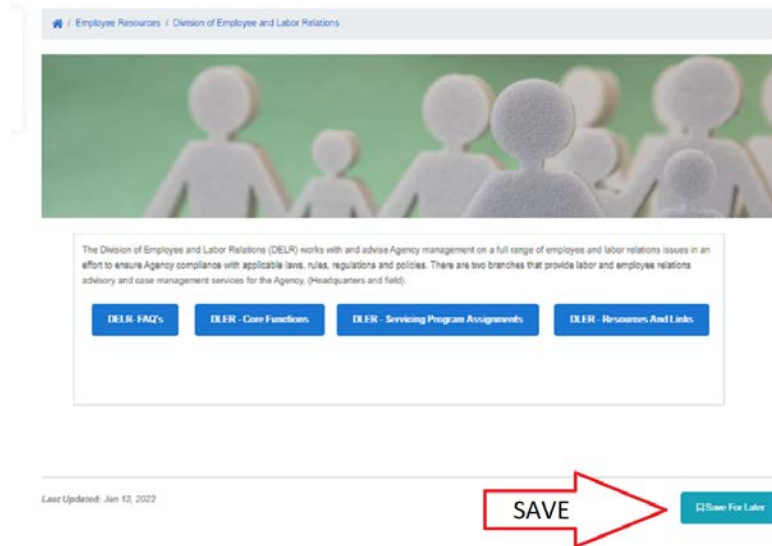 / Employee Resources / Division of Employee and Labor Relations
The Division of Employee and Labor Relations (DELR) works with and advise Agency management on a full range of employee and labor relations issues in an
effort to ensure Agency compliance with applicable laws, rules, regulations and policies. There are two branches that provide labor and employee relations
advisory and case management services for the Agency, (Headquarters and field).
DELR- FAQ's
DLER - Core Functions
DLER - Servicing Program Assignments
DLER - Resources And Links
Last Updated: Jan 13, 2022
SAVE
Save For Later